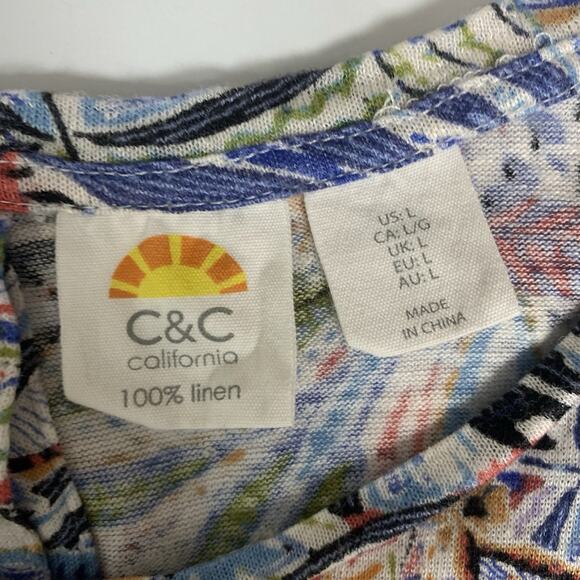 C&C
california
100% linen
US: L
CA: L/G
UK: L
EU: L
AU: L
MADE
IN CHINA